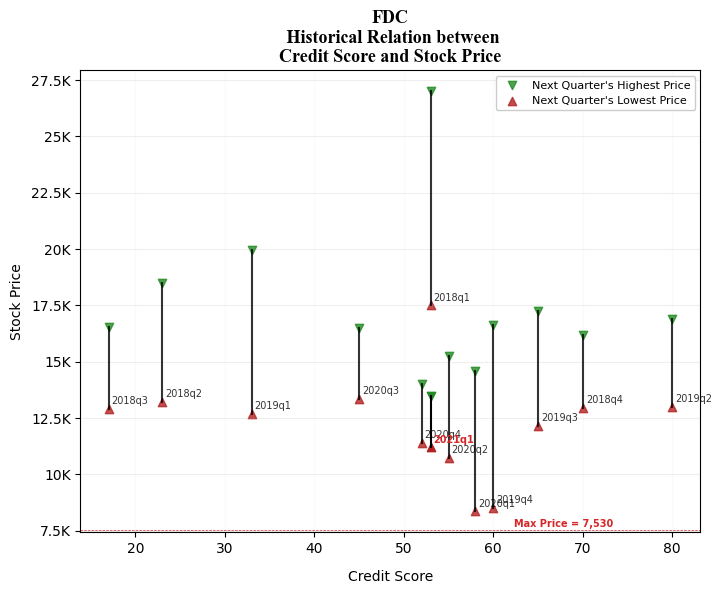 FDC
Historical Relation between
Credit Score and Stock Price
Next Quarter's Highest Price
Next Quarter's Lowest Price
27.5K
25K
22.5K
20K
17.5K
15K
12.5K
10K
7.5K
Stock Price
2018q1
2018q3
2018q2
2019q1
2020q3
2020q4
2021q1
2020q2
2020q1
2019q4
2019q3
2018q4
2019q2
Max Price = 7,530
20 30 40 50 60 70 80
Credit Score